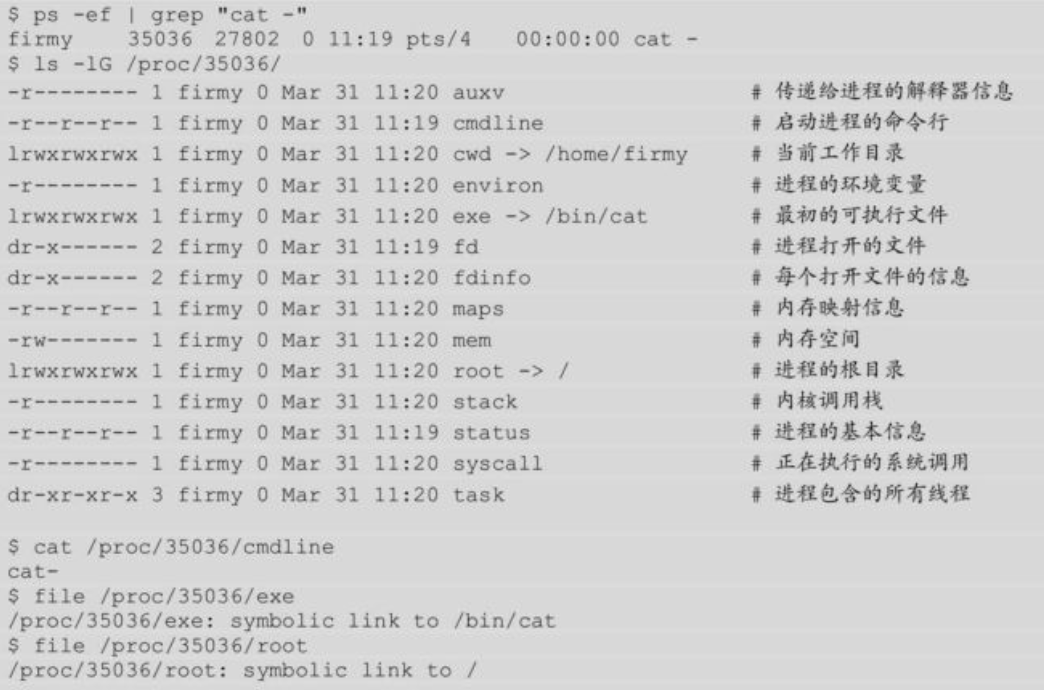 $ ps -ef | grep "cat -"
firmy    35036 27802  0 11:19 pts/4    00:00:00 cat -
$ ls -lG /proc/35036/
-r-------- 1 firmy 0 Mar 31 11:20 auxv                # 传递给进程的解释器信息
-r--r--r-- 1 firmy 0 Mar 31 11:19 cmdline             # 启动进程的命令行
lrwxrwxrwx 1 firmy 0 Mar 31 11:20 cwd -> /home/firmy  # 当前工作目录
-r-------- 1 firmy 0 Mar 31 11:20 environ             # 进程的环境变量
lrwxrwxrwx 1 firmy 0 Mar 31 11:20 exe -> /bin/cat     # 最初的可执行文件
dr-x------ 2 firmy 0 Mar 31 11:19 fd                  # 进程打开的文件
dr-x------ 2 firmy 0 Mar 31 11:20 fdinfo              # 每个打开文件的信息
-r--r--r-- 1 firmy 0 Mar 31 11:20 maps                # 内存映射信息
-rw------- 1 firmy 0 Mar 31 11:20 mem                 # 内存空间
lrwxrwxrwx 1 firmy 0 Mar 31 11:20 root -> /           # 进程的根目录
-r-------- 1 firmy 0 Mar 31 11:20 stack               # 内核调用栈
-r--r--r-- 1 firmy 0 Mar 31 11:19 status              # 进程的基本信息
-r-------- 1 firmy 0 Mar 31 11:20 syscall             # 正在执行的系统调用
dr-xr-xr-x 3 firmy 0 Mar 31 11:20 task                # 进程包含的所有线程
$ cat /proc/35036/cmdline
cat-
$ file /proc/35036/exe
/proc/35036/exe: symbolic link to /bin/cat
$ file /proc/35036/root
/proc/35036/root: symbolic link to /